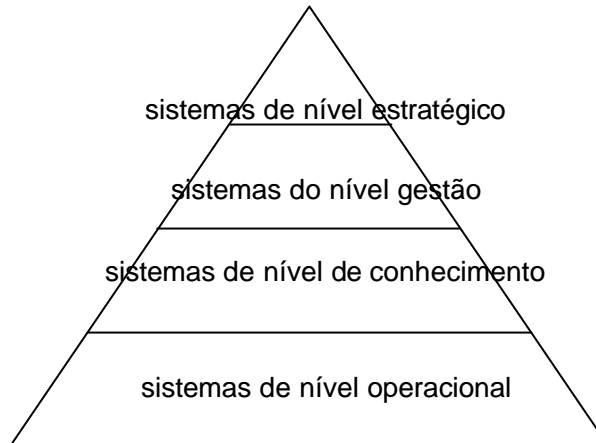 sistemas de nível estratégico
sistemas do nível gestão
sistemas de nível de conhecimento
sistemas de nível operacional